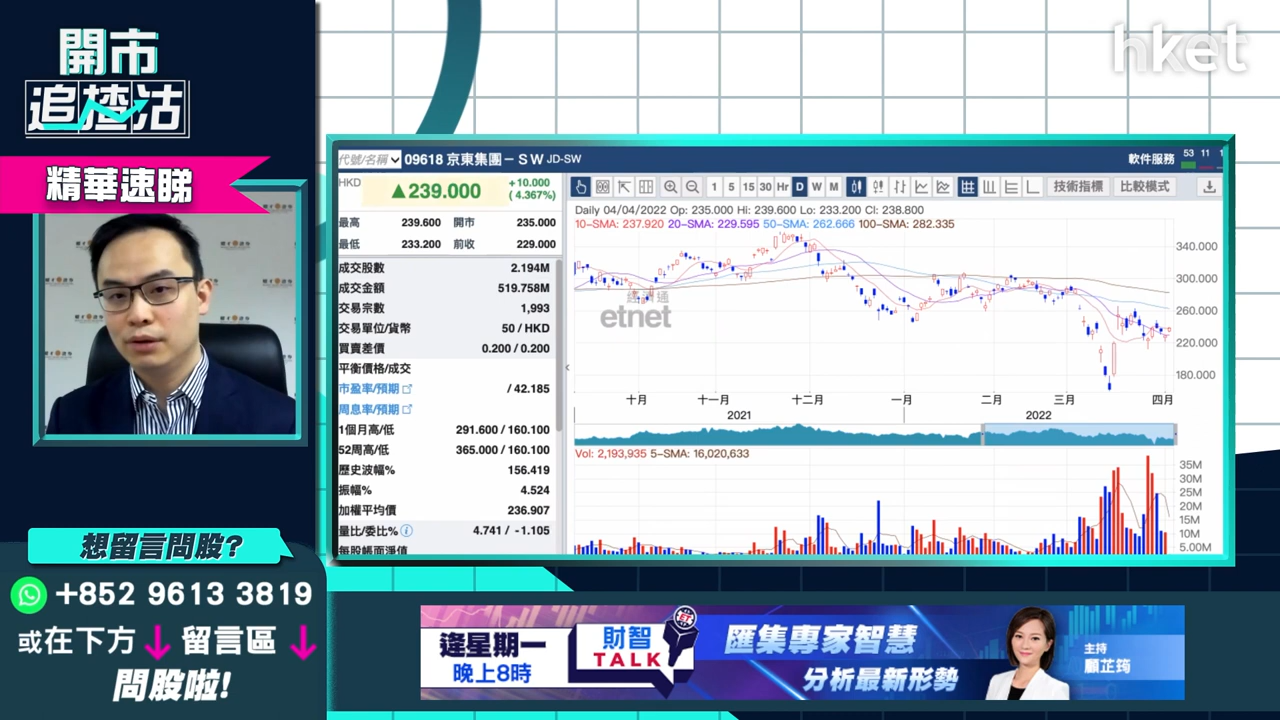 開市
追揸沽
精華速睇
想留言問股?
+852 9613 3819
或在下方↓留言區↓
問股啦!
hket
代號/名稱
09618 京東集團－ＳＷ JD-SW
軟件服務
53 11 1
HKD
▲239.000
+10.000
( 4.367%)
最高 239.600 開市 235.000
最低 233.200 前收 229.000
成交股數 2.194M
成交金額 519.758M
交易宗數 1,993
交易單位/貨幣 50 / HKD
買賣差價 0.200 / 0.200
平衡價格/成交
市盈率/預期 / 42.185
周息率/預期
1個月高/低 291.600 / 160.100
52周高/低 365.000 / 160.100
歷史波幅% 156.419
振幅% 4.524
加權平均價 236.907
量比/委比% 4.741 / -1.105
每股帳面淨值
1 5 15 30 Hr D W M 技術指標 比較模式
Daily 04/04/2022 Op: 235.000 Hi: 239.600 Lo: 233.200 Cl: 238.800
10-SMA: 237.920 20-SMA: 229.595 50-SMA: 262.666 100-SMA: 282.335
340.000
300.000
260.000
220.000
180.000
經濟通
etnet
十月 十一月 十二月 一月 二月 三月 四月
2021 2022
Vol: 2,193,935 5-SMA: 16,020,633
35M
30M
25M
20M
15M
10M
5.00M
逢星期一
晚上8時
財智
TALK
匯集專家智慧
分析最新形勢
主持
顧芷筠